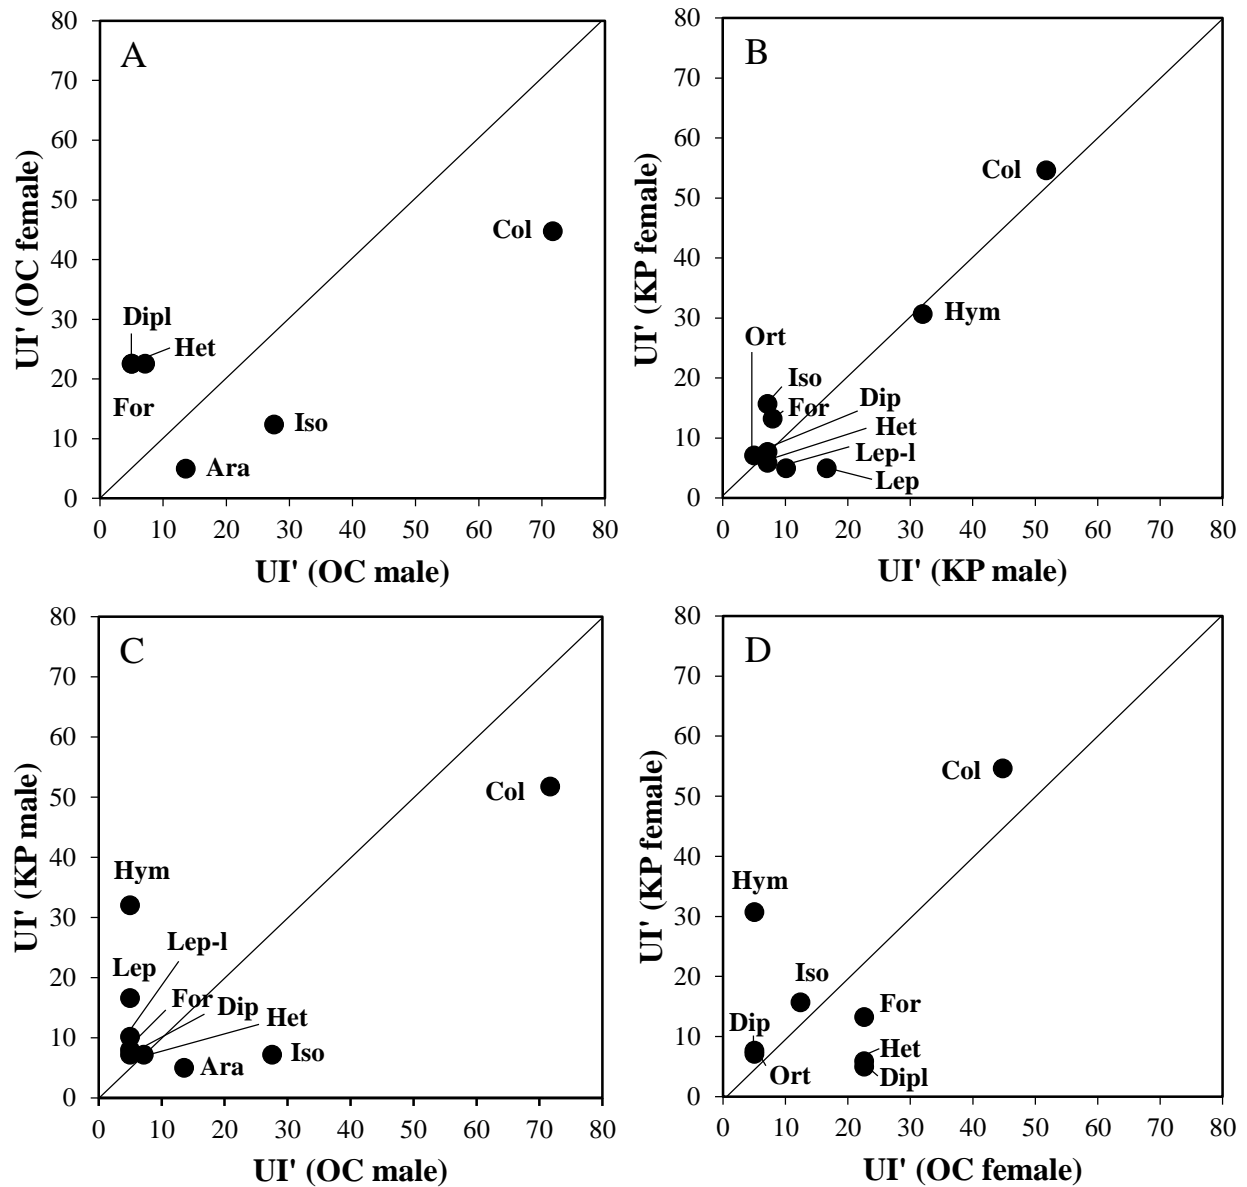 A
80
70
60
50
40
30
20
10
0
UI' (OC female)
Col
Dipl
Het
For
Iso
Ara
0 10 20 30 40 50 60 70 80
UI' (OC male)
B
80
70
60
50
40
30
20
10
0
UI' (KP female)
Col
Hym
Ort
Iso
For
Dip
Het
Lep-l
Lep
0 10 20 30 40 50 60 70 80
UI' (KP male)
C
80
70
60
50
40
30
20
10
0
UI' (KP male)
Col
Hym
Lep-l
Lep
For
Dip
Het
Ara
Iso
0 10 20 30 40 50 60 70 80
UI' (OC male)
D
80
70
60
50
40
30
20
10
0
UI' (KP female)
Col
Hym
Iso
For
Dip
Het
Ort
Dipl
0 10 20 30 40 50 60 70 80
UI' (OC female)